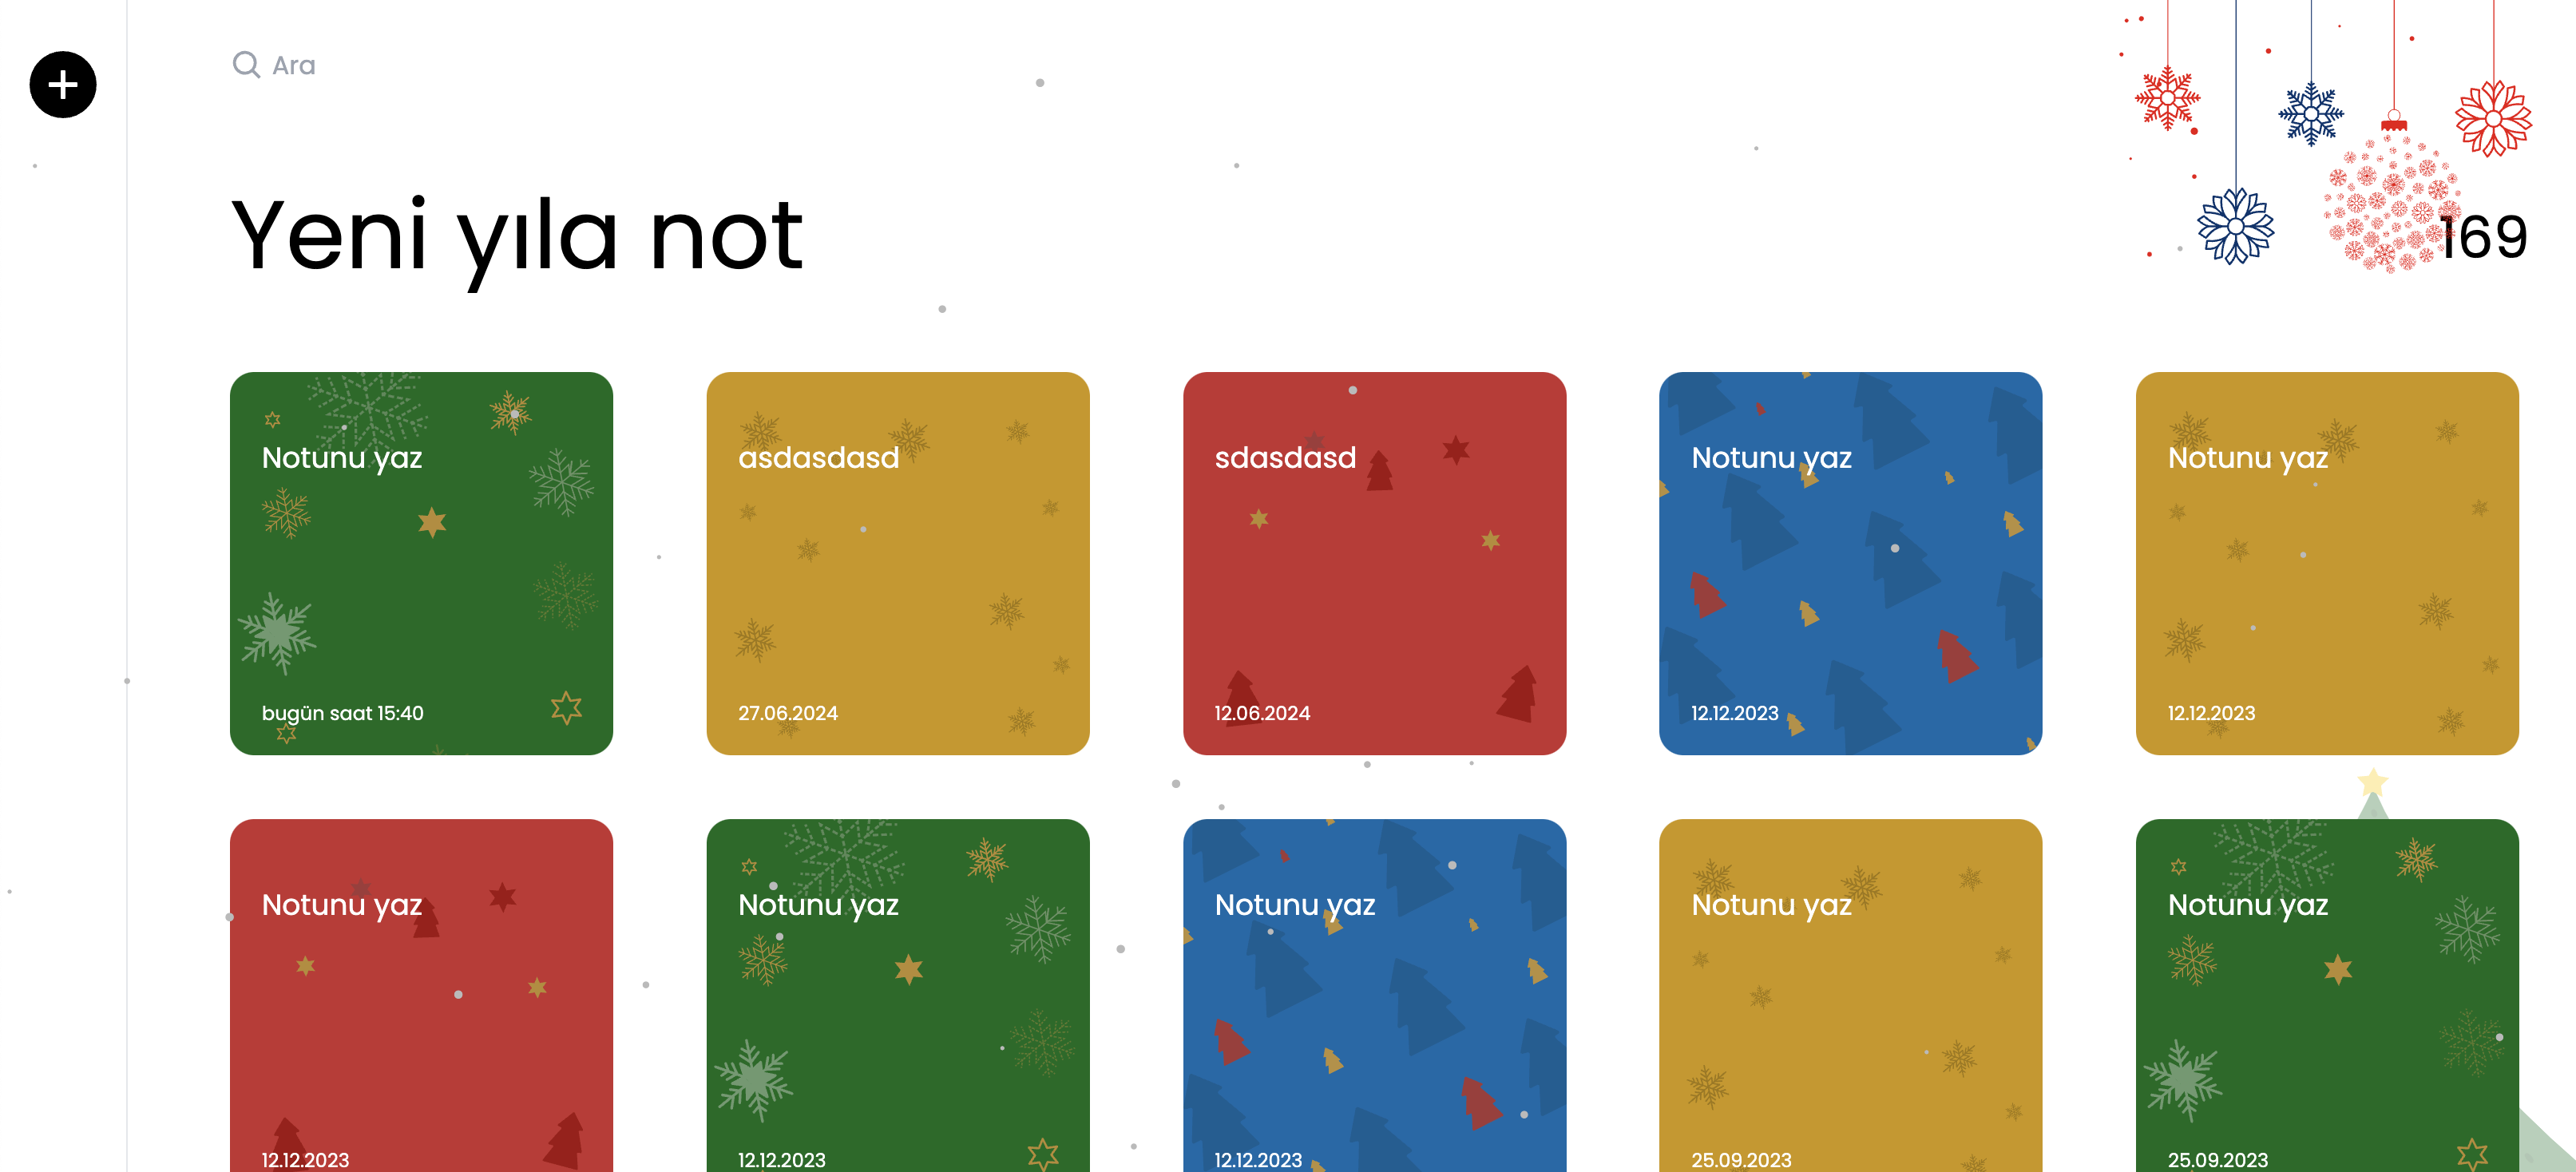 Ara
Yeni yıla not
169
Notunu yaz
bugün saat 15:40
asdasdasd
27.06.2024
sdasdasd
12.06.2024
Notunu yaz
12.12.2023
Notunu yaz
12.12.2023
Notunu yaz
12.12.2023
Notunu yaz
12.12.2023
Notunu yaz
12.12.2023
Notunu yaz
25.09.2023
Notunu yaz
25.09.2023